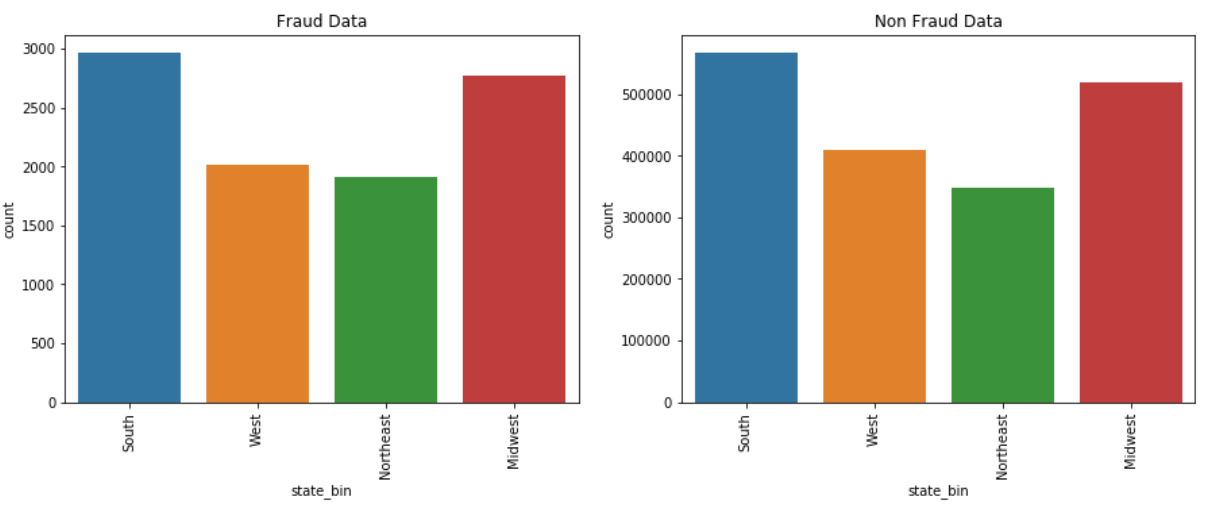 Fraud Data
3000
2500
2000
1500
1000
500
0
count
South
West
Northeast
Midwest
state_bin
Non Fraud Data
500000
400000
300000
200000
100000
0
count
South
West
Northeast
Midwest
state_bin